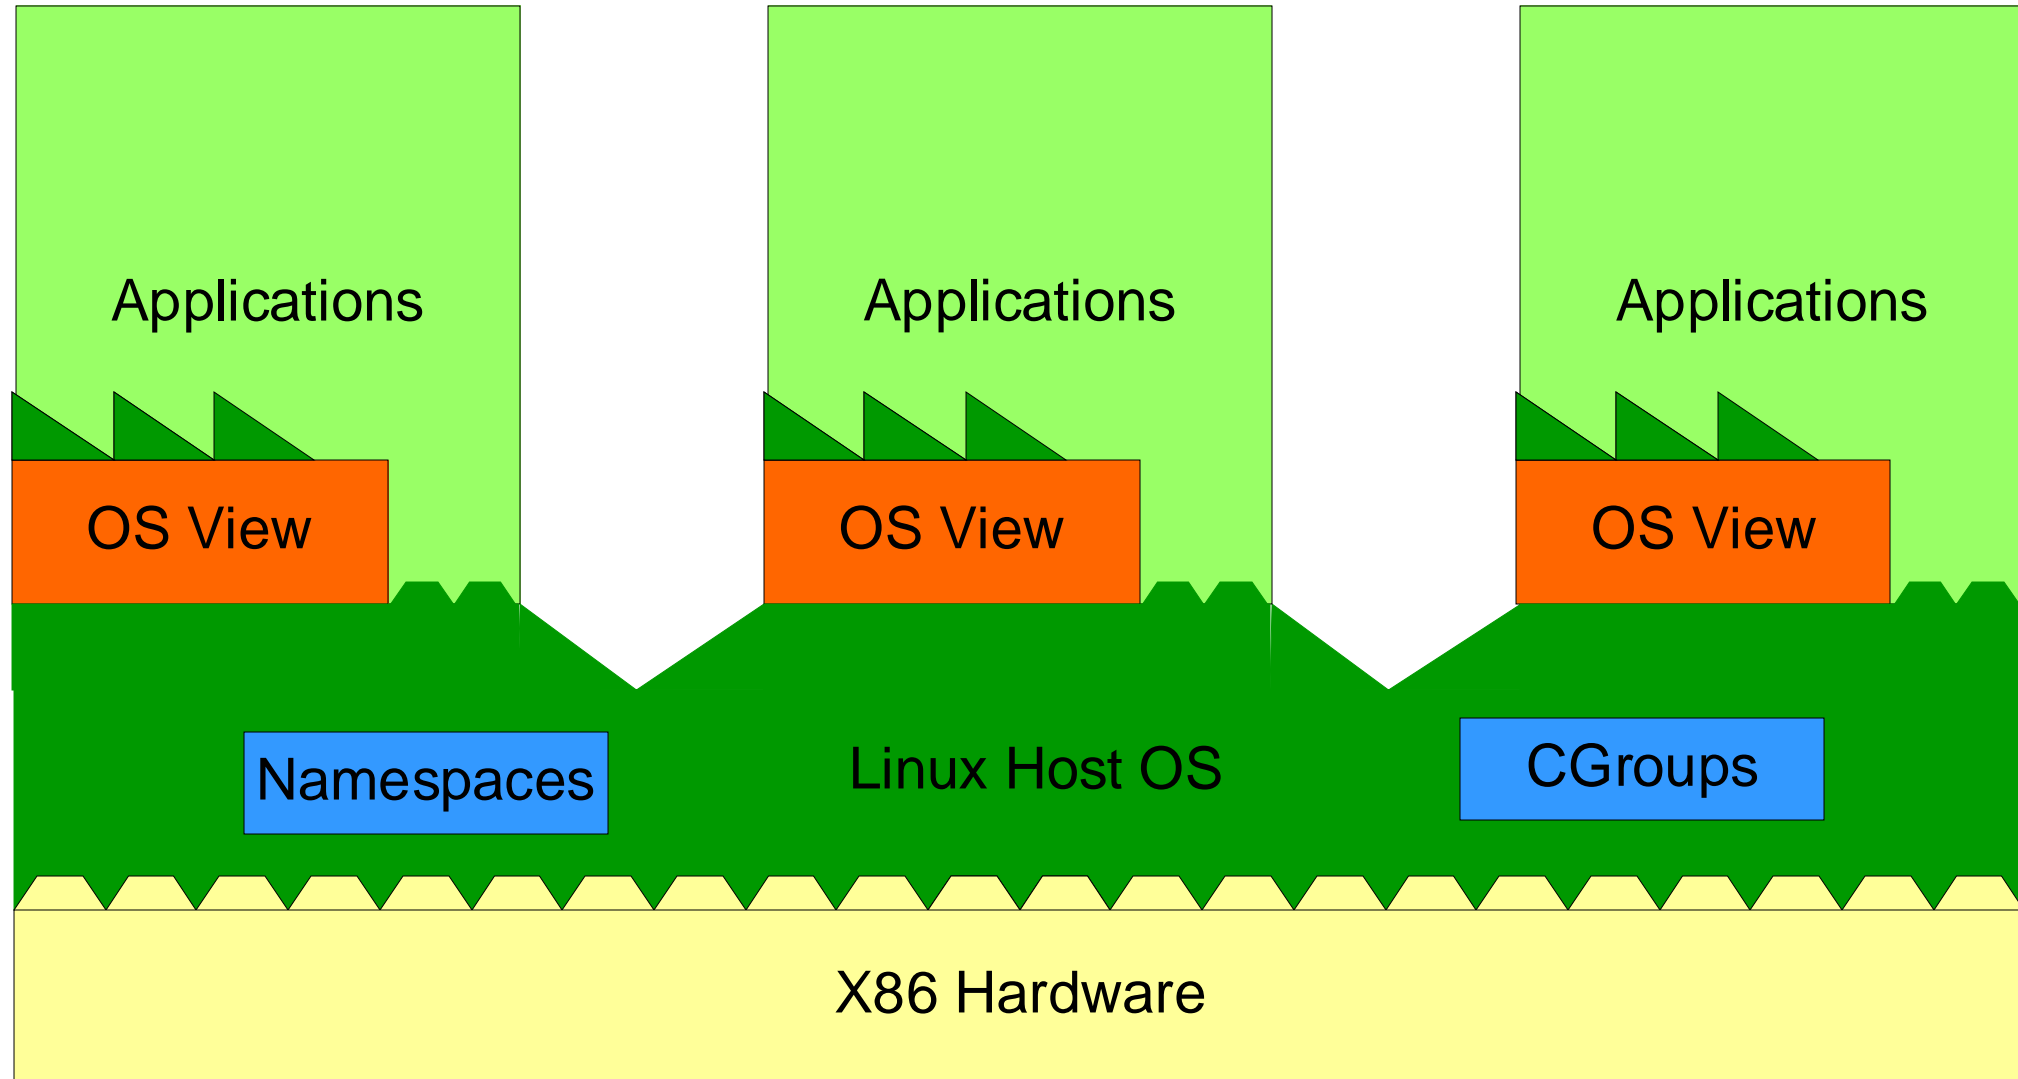 Applications
Applications
Applications
OS View
OS View
OS View
Namespaces
Linux Host OS
CGroups
X86 Hardware